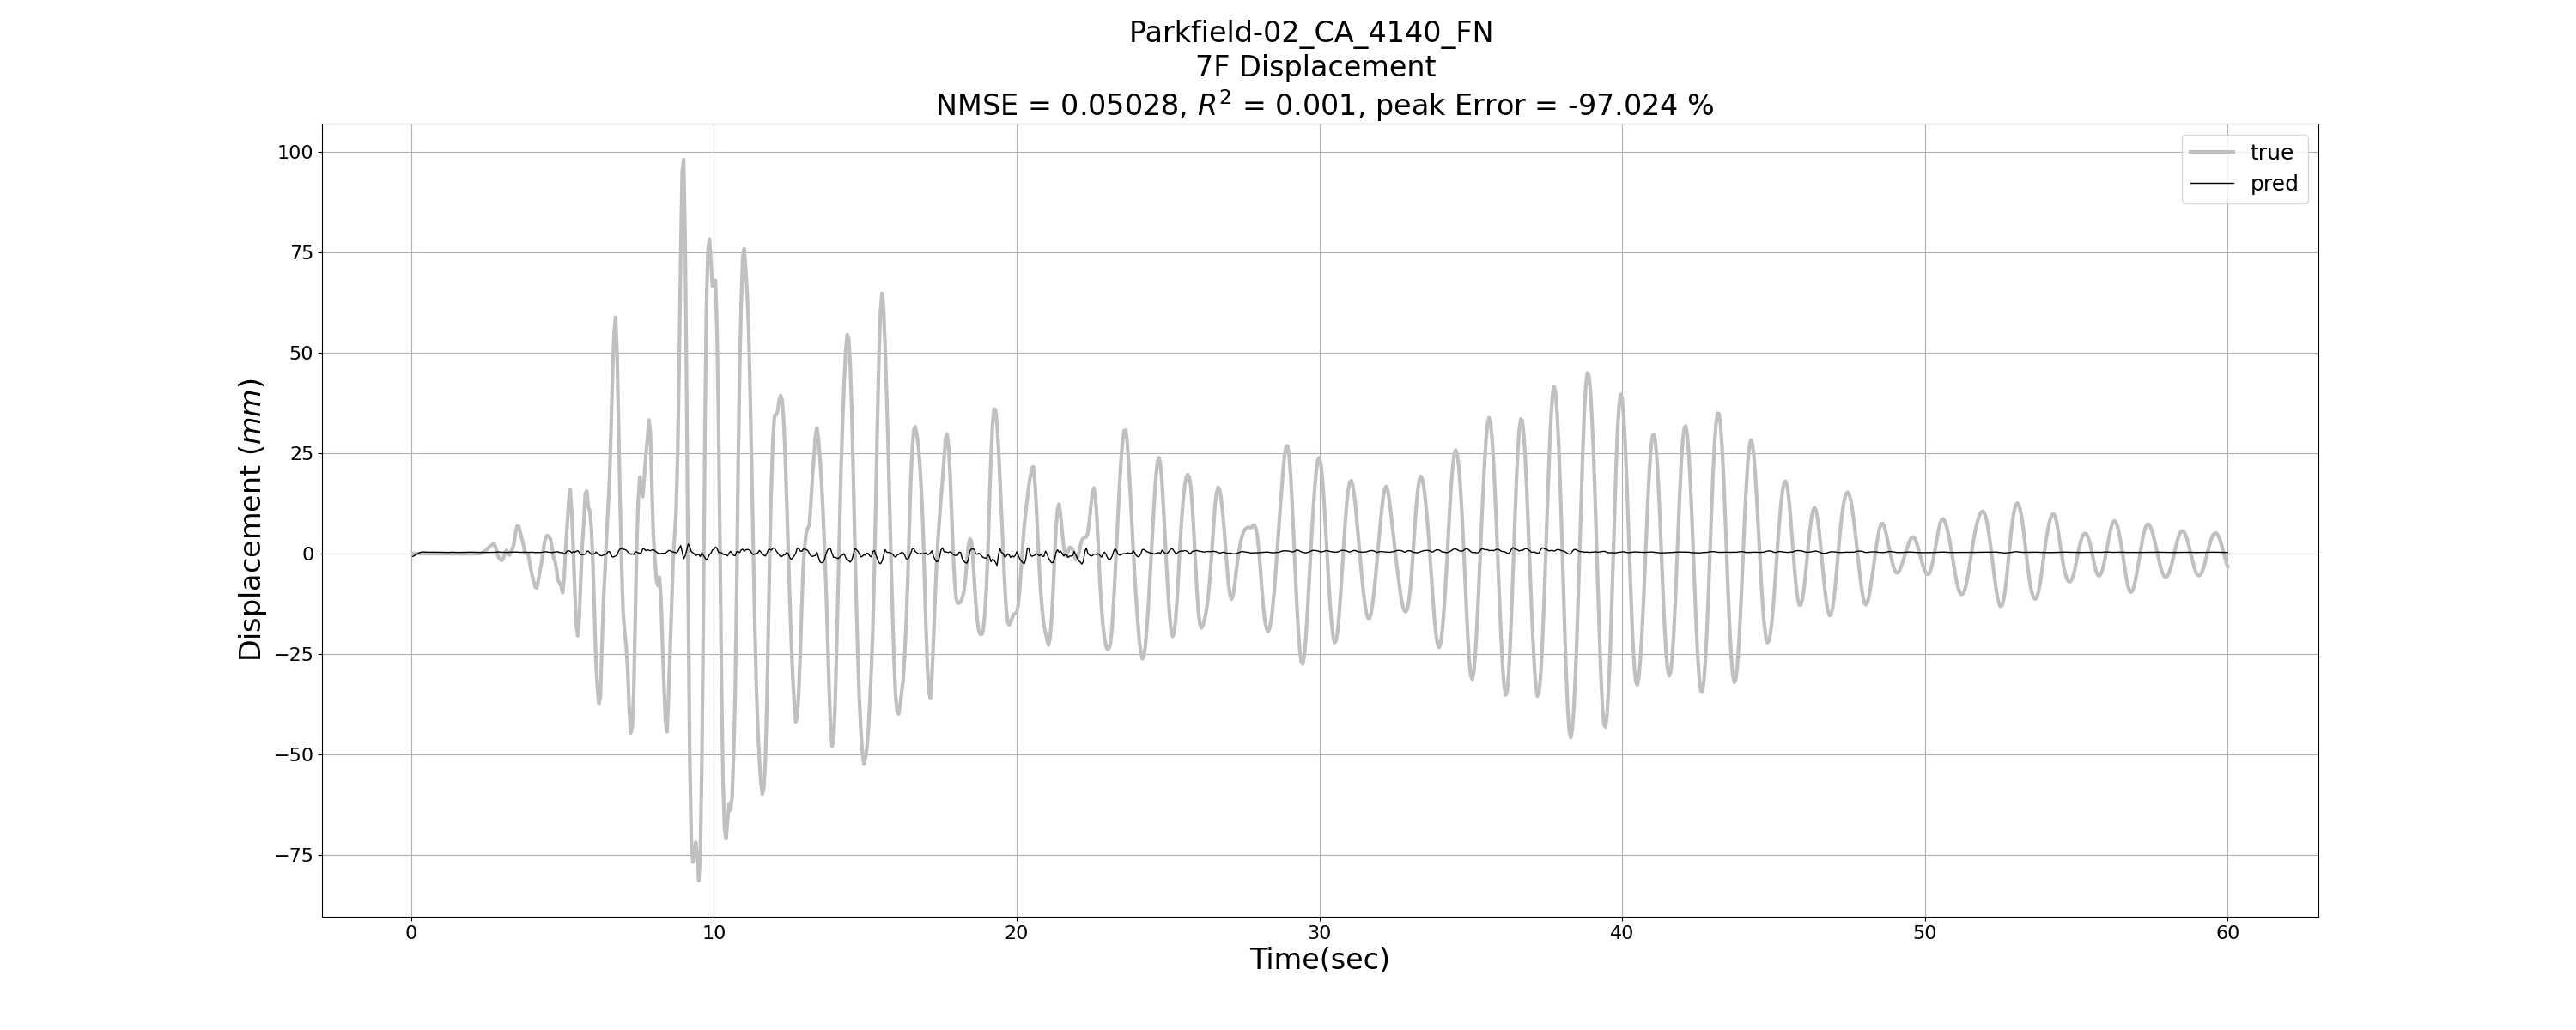 Parkfield-02_CA_4140_FN
7F Displacement
NMSE = 0.05028, R² = 0.001, peak Error = -97.024 %
true
pred
100
75
50
25
0
−25
−50
−75
Displacement (mm)
0 10 20 30 40 50 60
Time(sec)